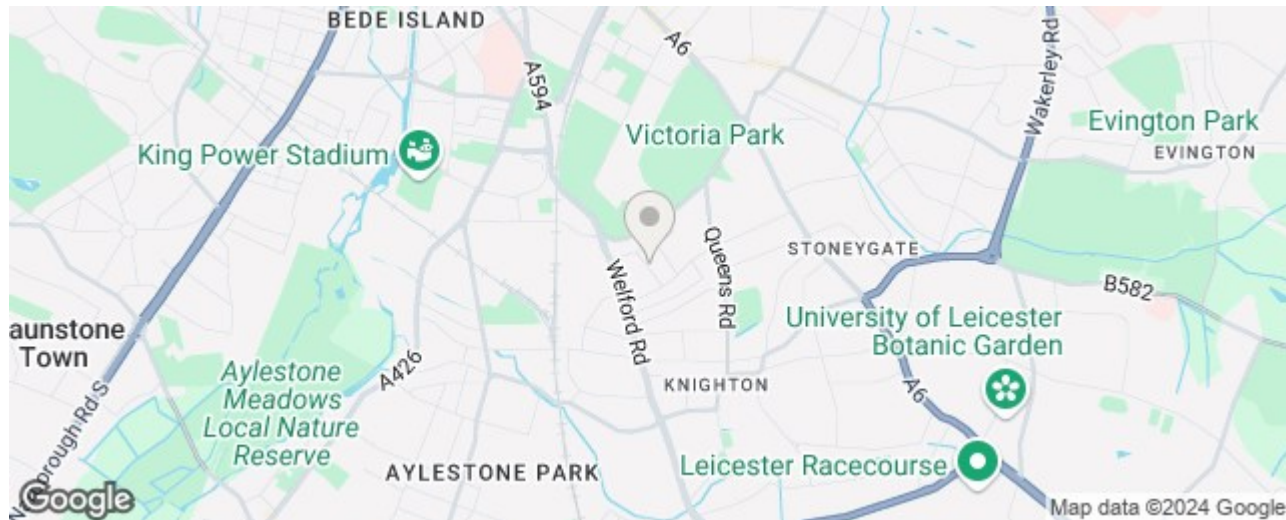 BEDE ISLAND
A6
A594
Wakerley Rd
Victoria Park
Evington Park
EVINGTON
King Power Stadium
STONEYGATE
Queens Rd
Welford Rd
B582
University of Leicester
Botanic Garden
aunstone
Town
A426
Aylestone
Meadows
Local Nature
Reserve
KNIGHTON
A6
Narborough Rd S
AYLESTONE PARK
Leicester Racecourse
Google
Map data ©2024 Google